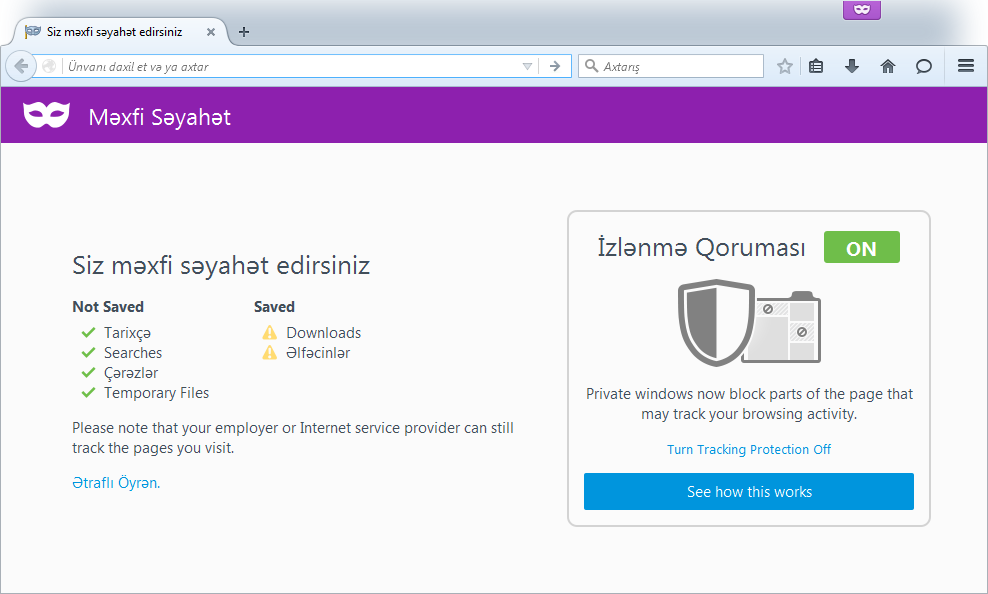 Siz məxfi səyahət edirsiniz
Ünvanı daxil et və ya axtar
Axtarış
Məxfi Səyahət
Siz məxfi səyahət edirsiniz
Not Saved
Tarixçə
Searches
Çərəzlər
Temporary Files
Saved
Downloads
Əlfəcinlər
Please note that your employer or Internet service provider can still
track the pages you visit.
Ətraflı Öyrən.
İzlənmə Qoruması ON
Private windows now block parts of the page that
may track your browsing activity.
Turn Tracking Protection Off
See how this works